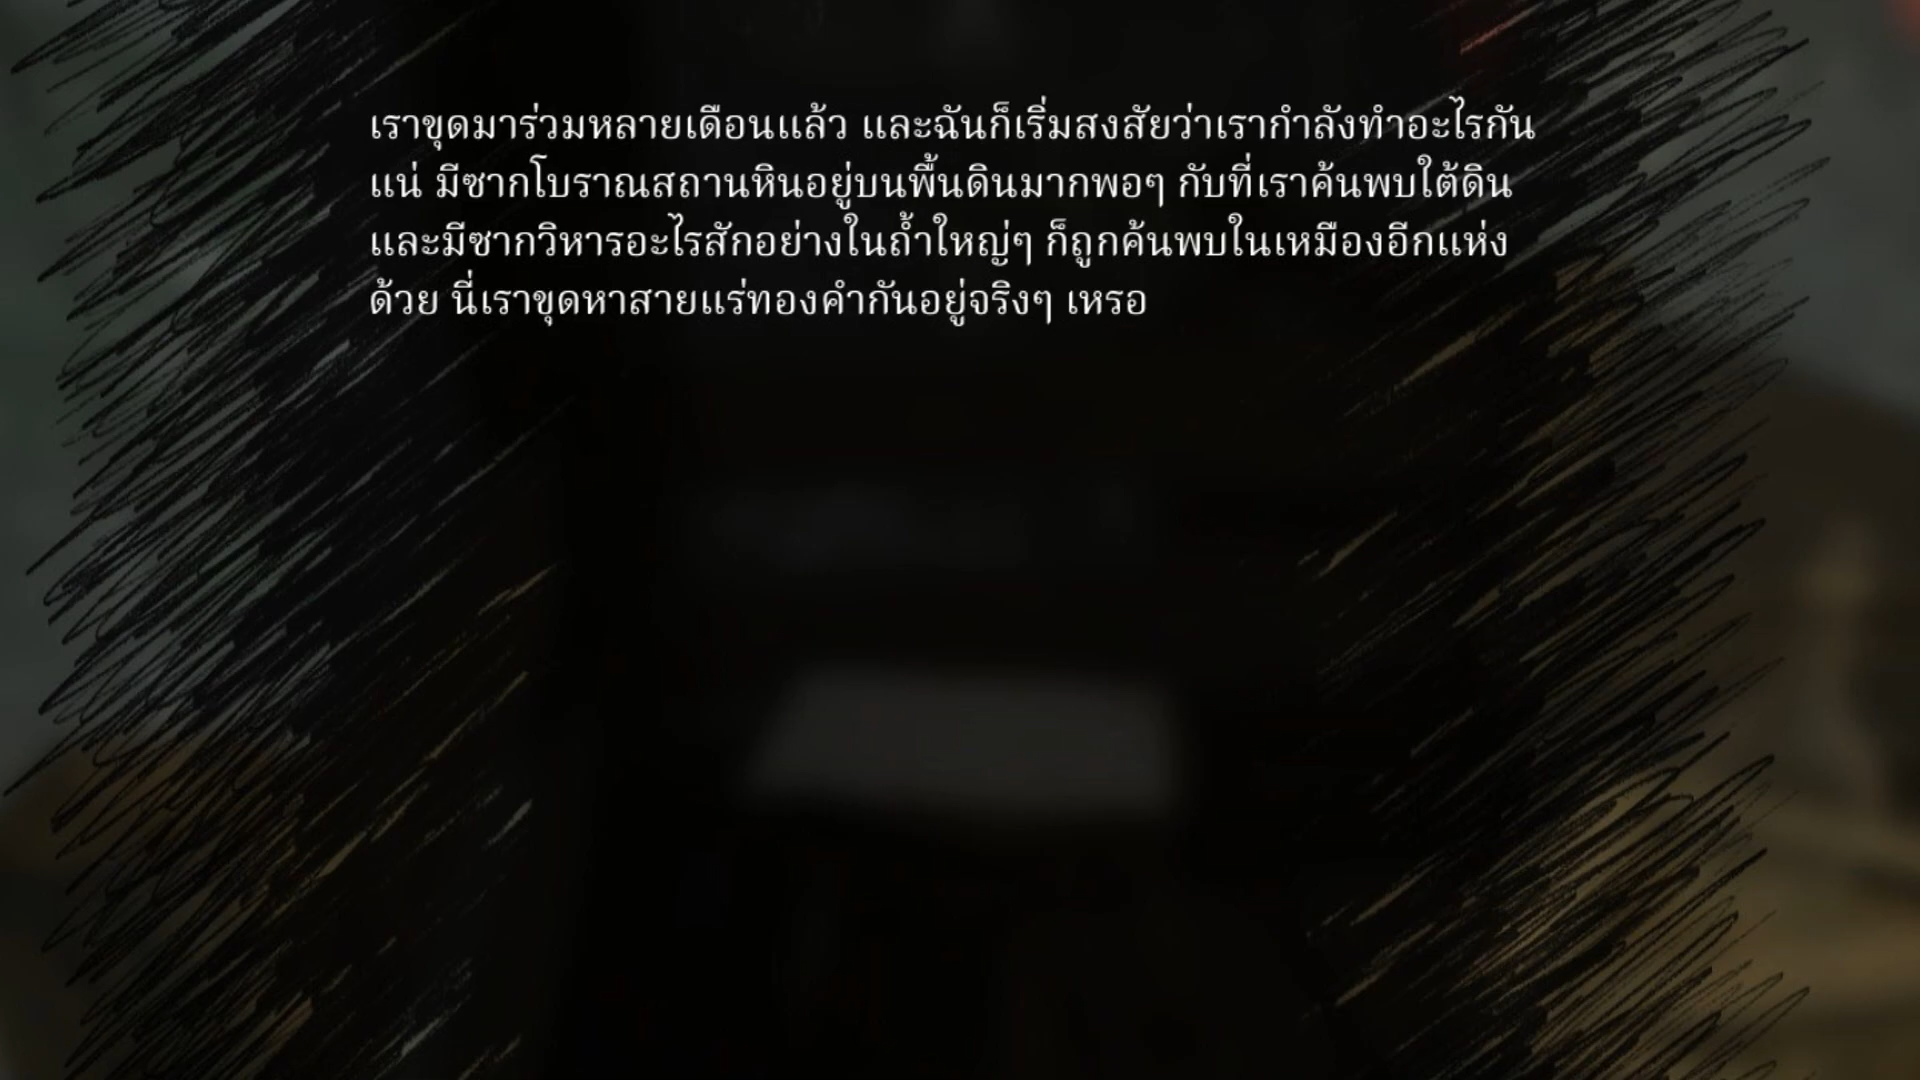 เราขุดมาร่วมหลายเดือนแล้ว และฉันก็เริ่มสงสัยว่าเรากำลังทำอะไรกัน
แน่ มีซากโบราณสถานหินอยู่บนพื้นดินมากพอๆ กับที่เราค้นพบใต้ดิน
และมีซากวิหารอะไรสักอย่างในถ้ำใหญ่ๆ ก็ถูกค้นพบในเหมืองอีกแห่ง
ด้วย นี่เราขุดหาสายแร่ทองคำกันอยู่จริงๆ เหรอ